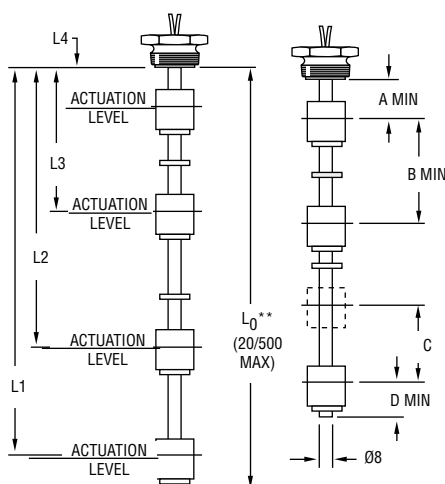 L4
ACTUATION
LEVEL
L3
ACTUATION
LEVEL
L2
ACTUATION
LEVEL
L1
ACTUATION
LEVEL
L0**
(20/500
MAX)
A MIN
B MIN
C
D MIN
Ø8